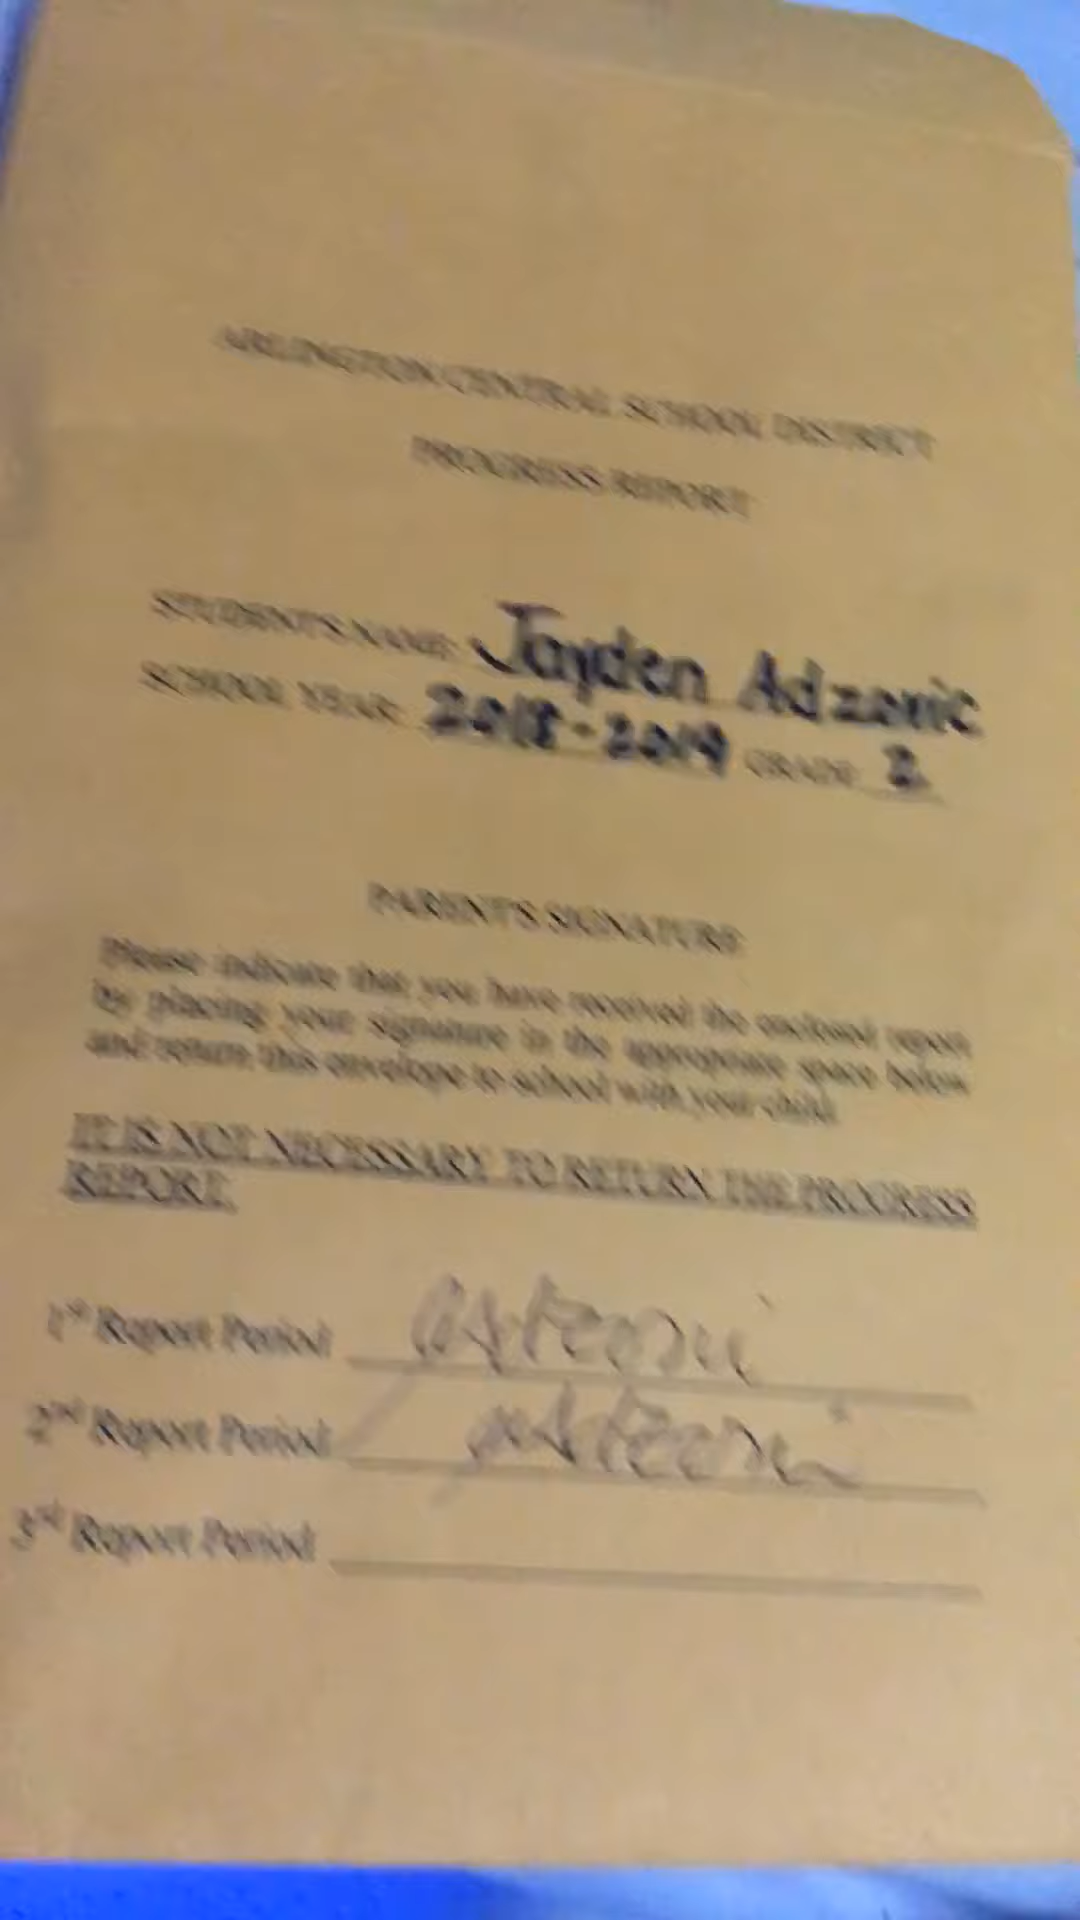 ARLINGTON CENTRAL SCHOOL DISTRICT
PROGRESS REPORT
STUDENT'S NAME: Jayden Adzovic
SCHOOL YEAR: 2018-2019 GRADE: 2
PARENT'S SIGNATURE
Please indicate that you have received the enclosed report
by placing your signature in the appropriate space below
and return this envelope to school with your child.
IT IS NOT NECESSARY TO RETURN THE PROGRESS
REPORT.
1st Report Period
2nd Report Period
3rd Report Period